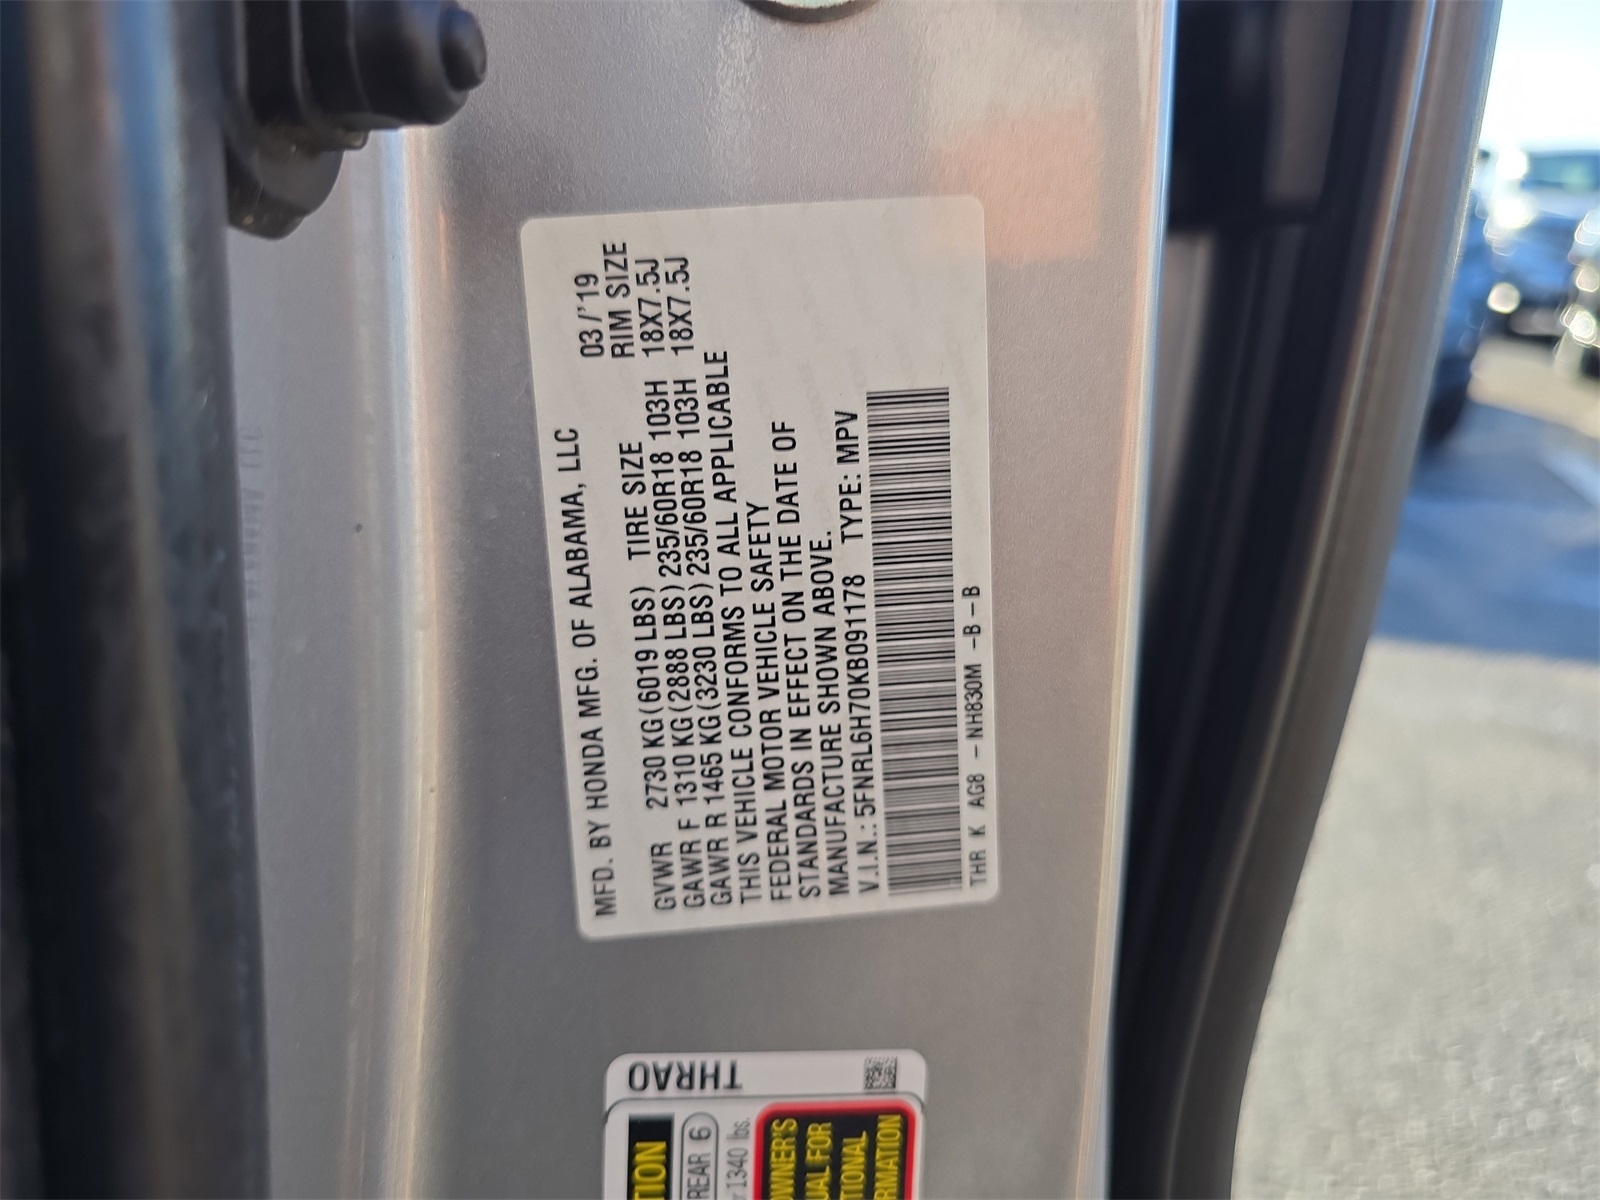 MFD. BY HONDA MFG. OF ALABAMA, LLC
03/'19
GVWR 2730 KG(6019 LBS) TIRE SIZE RIM SIZE
GAWR F 1310 KG(2888 LBS) 235/60R18 103H 18X7.5J
GAWR R 1465 KG(3230 LBS) 235/60R18 103H 18X7.5J
THIS VEHICLE CONFORMS TO ALL APPLICABLE
FEDERAL MOTOR VEHICLE SAFETY
STANDARDS IN EFFECT ON THE DATE OF
MANUFACTURE SHOWN ABOVE.
V.I.N.: 5FNRL6H70KB091178 TYPE: MPV
THR K AG8 -NH830M -B -B
THRAO
REAR 6
1340 lbs.